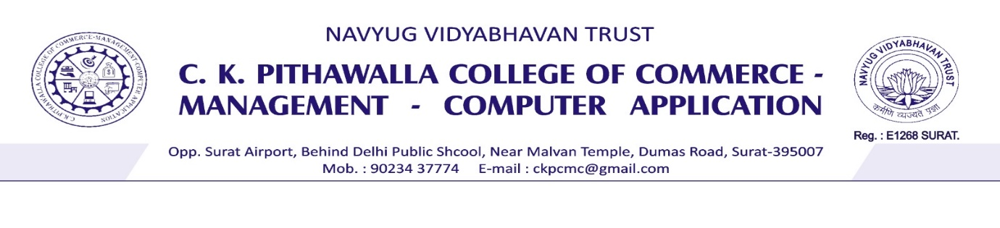 NAVYUG VIDYABHAVAN TRUST
C. K. PITHAWALLA COLLEGE OF COMMERCE -
MANAGEMENT - COMPUTER APPLICATION
Opp. Surat Airport, Behind Delhi Public Shcool, Near Malvan Temple, Dumas Road, Surat-395007
Mob. : 90234 37774 E-mail : ckpcmc@gmail.com
C.K.PITHAWALLA COLLEGE OF COMMERCE-MANAGEMENT-COMPUTER APPLICATION
NAVYUG VIDYABHAVAN TRUST
कर्मणि व्यज्यते प्रज्ञा
Reg. : E1268 SURAT.